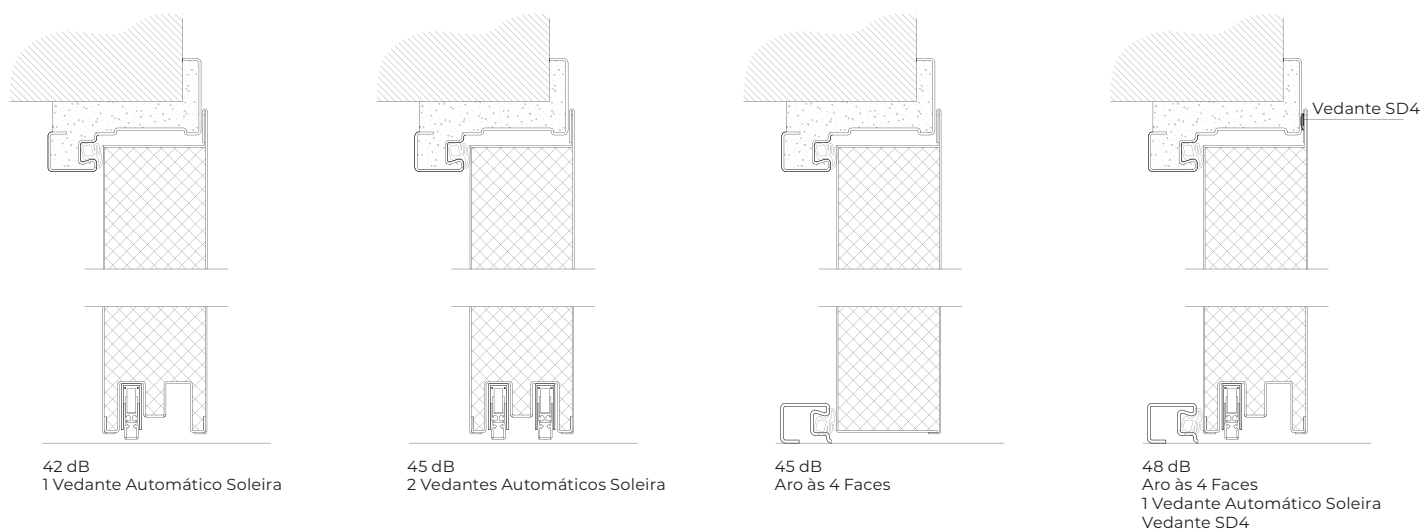 Vedante SD4
42 dB
1 Vedante Automático Soleira
45 dB
2 Vedantes Automáticos Soleira
45 dB
Aro às 4 Faces
48 dB
Aro às 4 Faces
1 Vedante Automático Soleira
Vedante SD4